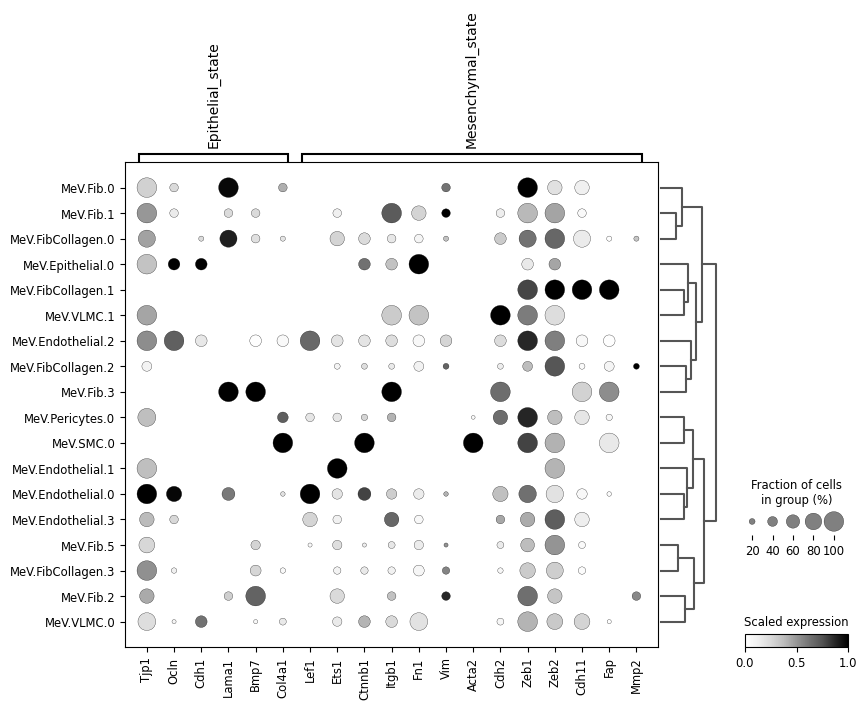 Epithelial_state
Mesenchymal_state
MeV.Fib.0
MeV.Fib.1
MeV.FibCollagen.0
MeV.Epithelial.0
MeV.FibCollagen.1
MeV.VLMC.1
MeV.Endothelial.2
MeV.FibCollagen.2
MeV.Fib.3
MeV.Pericytes.0
MeV.SMC.0
MeV.Endothelial.1
MeV.Endothelial.0
MeV.Endothelial.3
MeV.Fib.5
MeV.FibCollagen.3
MeV.Fib.2
MeV.VLMC.0
Tjp1
Ocln
Cdh1
Lama1
Bmp7
Col4a1
Lef1
Ets1
Ctnnb1
Itgb1
Fn1
Vim
Acta2
Cdh2
Zeb1
Zeb2
Cdh11
Fap
Mmp2
Fraction of cells
in group (%)
20 40 60 80 100
Scaled expression
0.0 0.5 1.0